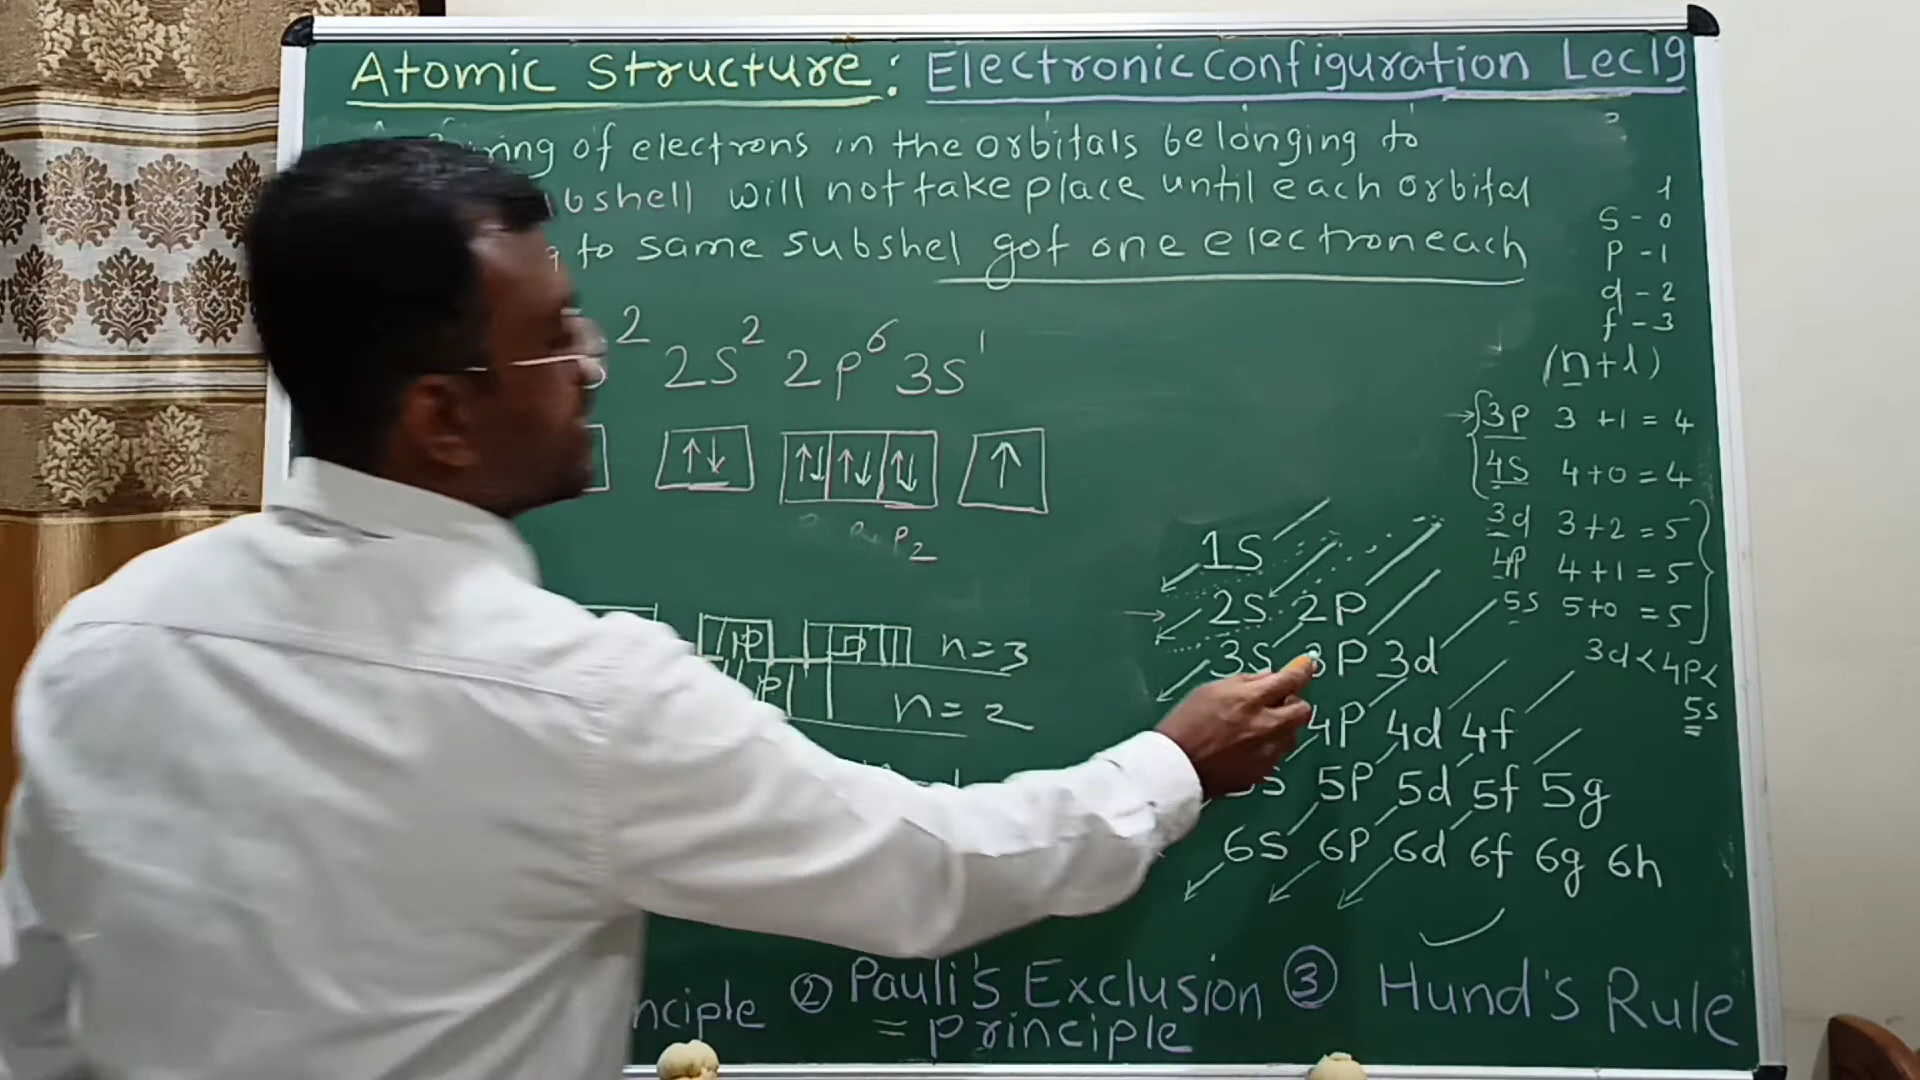 Atomic structure: Electronic Configuration Lec19
of electrons in the orbitals belonging to
will not take place until each orbital
to same subshel got one electron each
2 2s² 2p⁶ 3s¹
↑↓ ↑↓ ↑↓ ↑↓ ↑
P₂
p n=3
p n=2
1S
2S 2P
3S 3P 3d
4P 4d 4f
5P 5d 5f 5g
6S 6P 6d 6f 6g 6h
l
S - 0
P - 1
d - 2
f - 3
(n+l)
3P 3+1=4
4S 4+0=4
3d 3+2=5
4P 4+1=5
5S 5+0=5
3d<4P<
5s
nciple ② Pauli's Exclusion ③ Hund's Rule
= principle